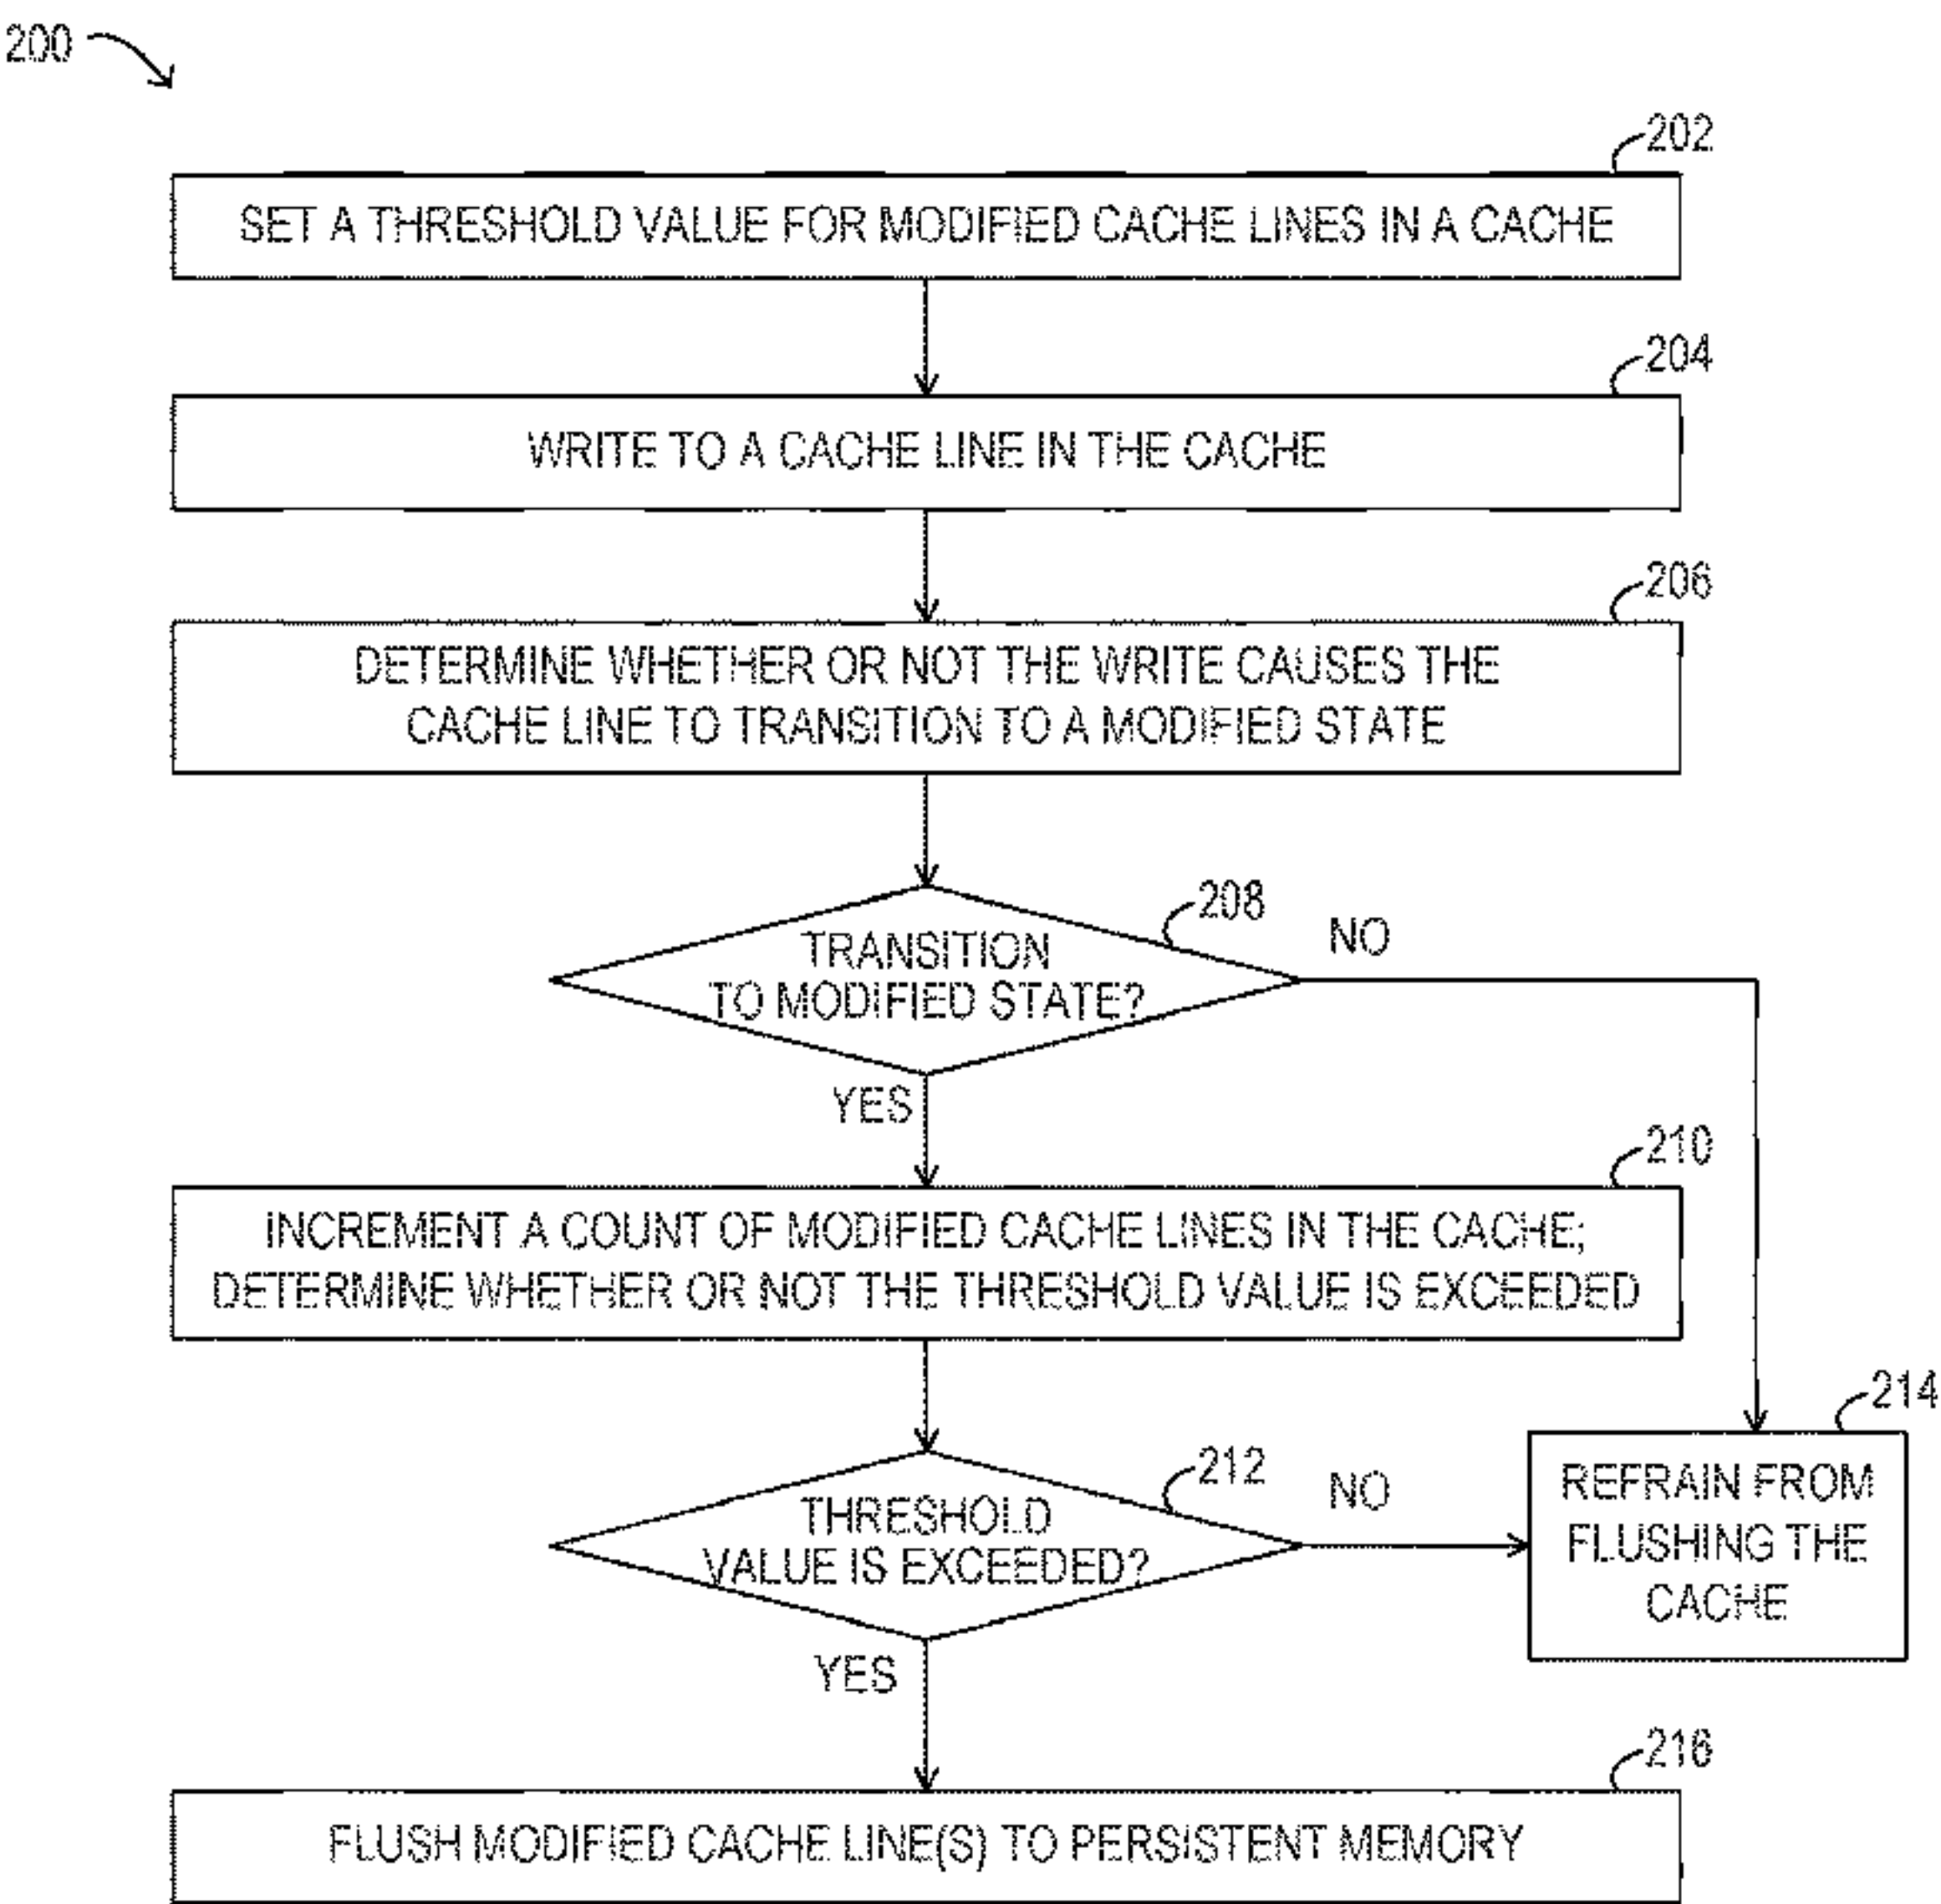 200
202
SET A THRESHOLD VALUE FOR MODIFIED CACHE LINES IN A CACHE
204
WRITE TO A CACHE LINE IN THE CACHE
206
DETERMINE WHETHER OR NOT THE WRITE CAUSES THE
CACHE LINE TO TRANSITION TO A MODIFIED STATE
208
NO
TRANSITION
TO MODIFIED STATE?
YES
210
INCREMENT A COUNT OF MODIFIED CACHE LINES IN THE CACHE;
DETERMINE WHETHER OR NOT THE THRESHOLD VALUE IS EXCEEDED
212
NO
THRESHOLD
VALUE IS EXCEEDED?
YES
214
REFRAIN FROM
FLUSHING THE
CACHE
216
FLUSH MODIFIED CACHE LINE(S) TO PERSISTENT MEMORY